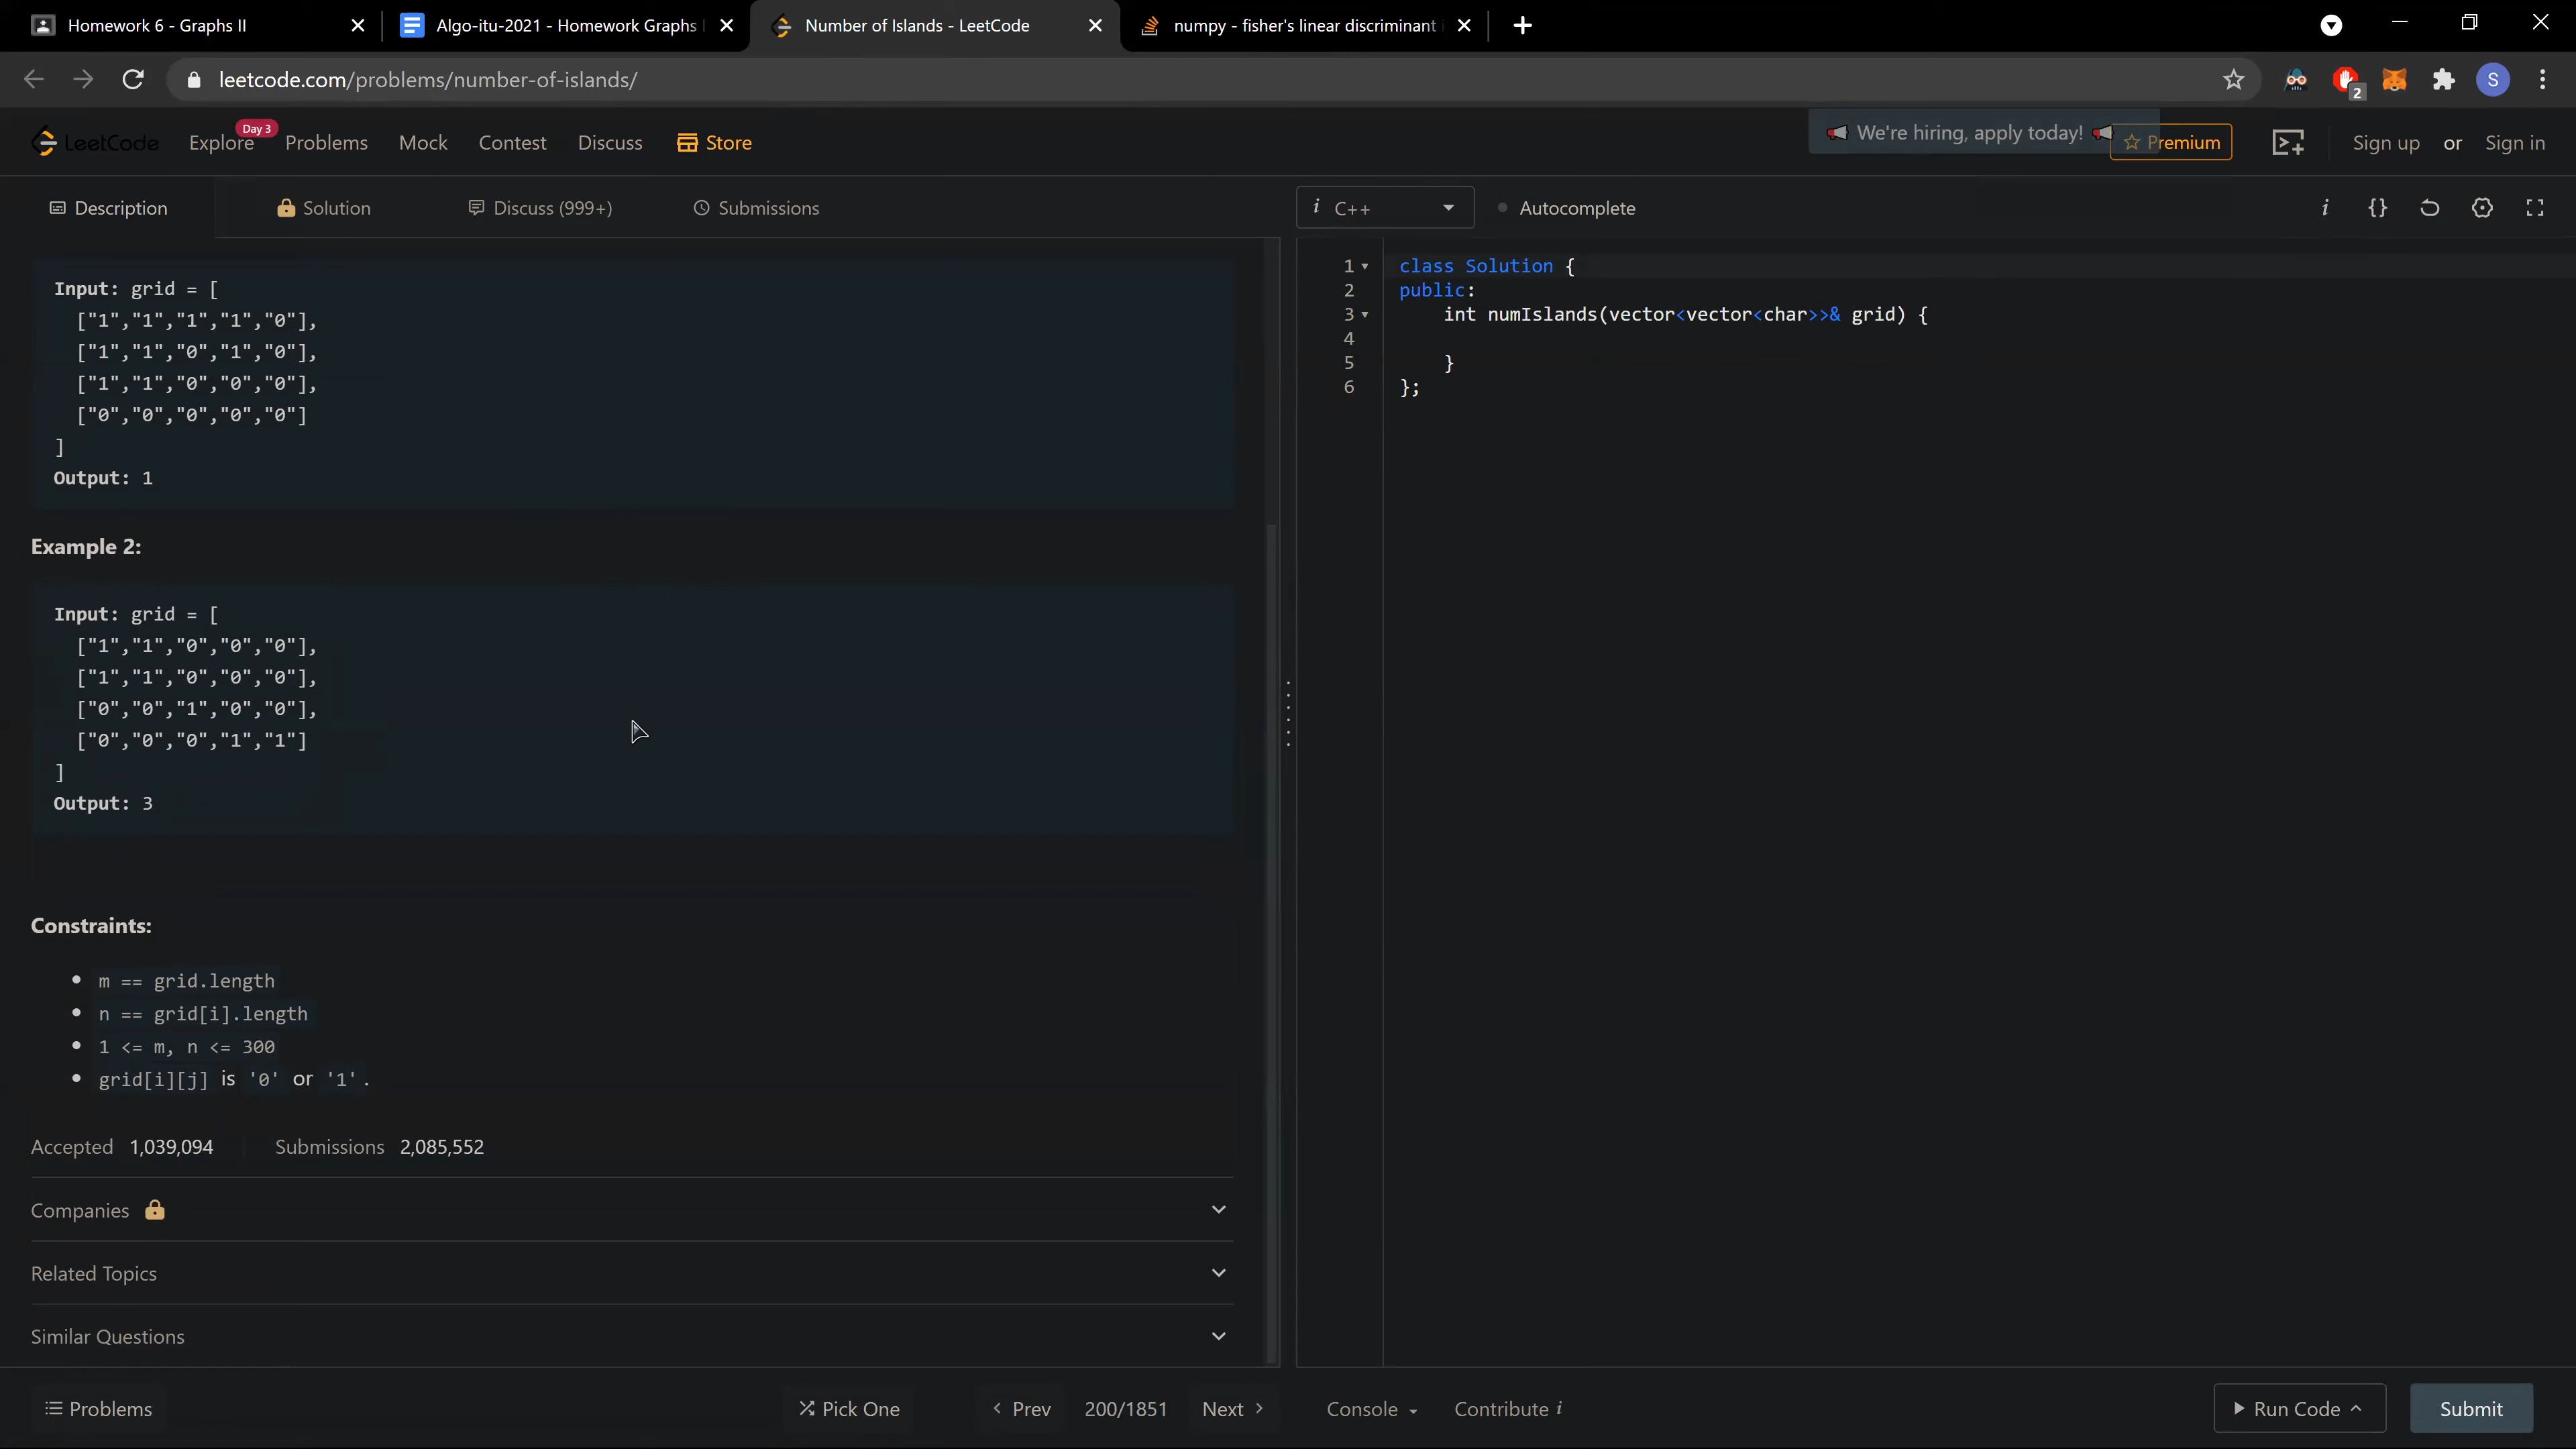 Homework 6 - Graphs II
Algo-itu-2021 - Homework Graphs
Number of Islands - LeetCode
numpy - fisher's linear discriminant
leetcode.com/problems/number-of-islands/
2
S
LeetCode
Explore
Day 3
Problems
Mock
Contest
Discuss
Store
We're hiring, apply today!
Premium
Sign up or Sign in
Description
Solution
Discuss (999+)
Submissions
i C++
Autocomplete
i
{}
Input: grid = [
["1","1","1","1","0"],
["1","1","0","1","0"],
["1","1","0","0","0"],
["0","0","0","0","0"]
]
Output: 1
Example 2:
Input: grid = [
["1","1","0","0","0"],
["1","1","0","0","0"],
["0","0","1","0","0"],
["0","0","0","1","1"]
]
Output: 3
Constraints:
m == grid.length
n == grid[i].length
1 <= m, n <= 300
grid[i][j] is '0' or '1'.
Accepted 1,039,094 Submissions 2,085,552
Companies
Related Topics
Similar Questions
1 class Solution {
2 public:
3 int numIslands(vector<vector<char>>& grid) {
4
5 }
6 };
Problems
Pick One
Prev
200/1851
Next
Console
Contribute i
Run Code
Submit